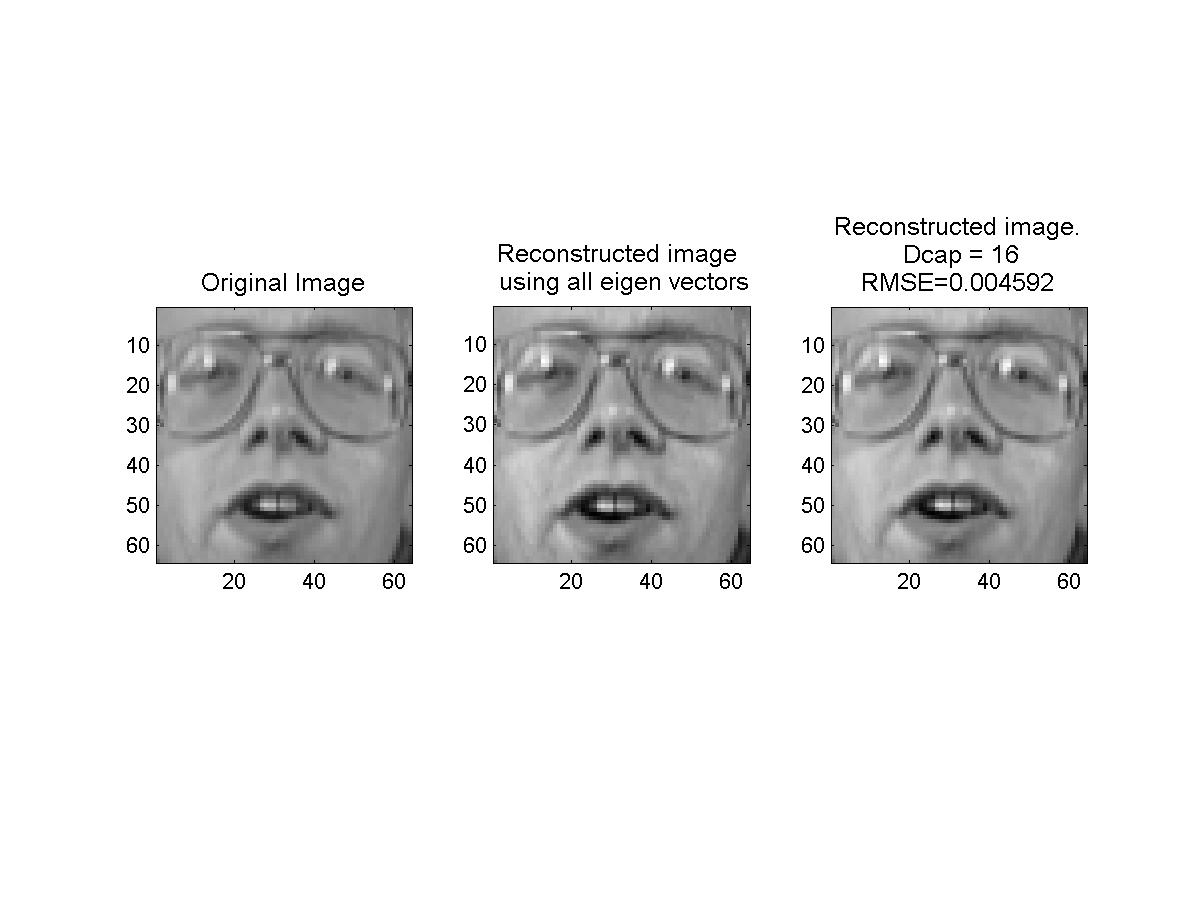 Original Image
Reconstructed image
using all eigen vectors
Reconstructed image.
Dcap = 16
RMSE=0.004592
10
20
30
40
50
60
20 40 60
10
20
30
40
50
60
20 40 60
10
20
30
40
50
60
20 40 60